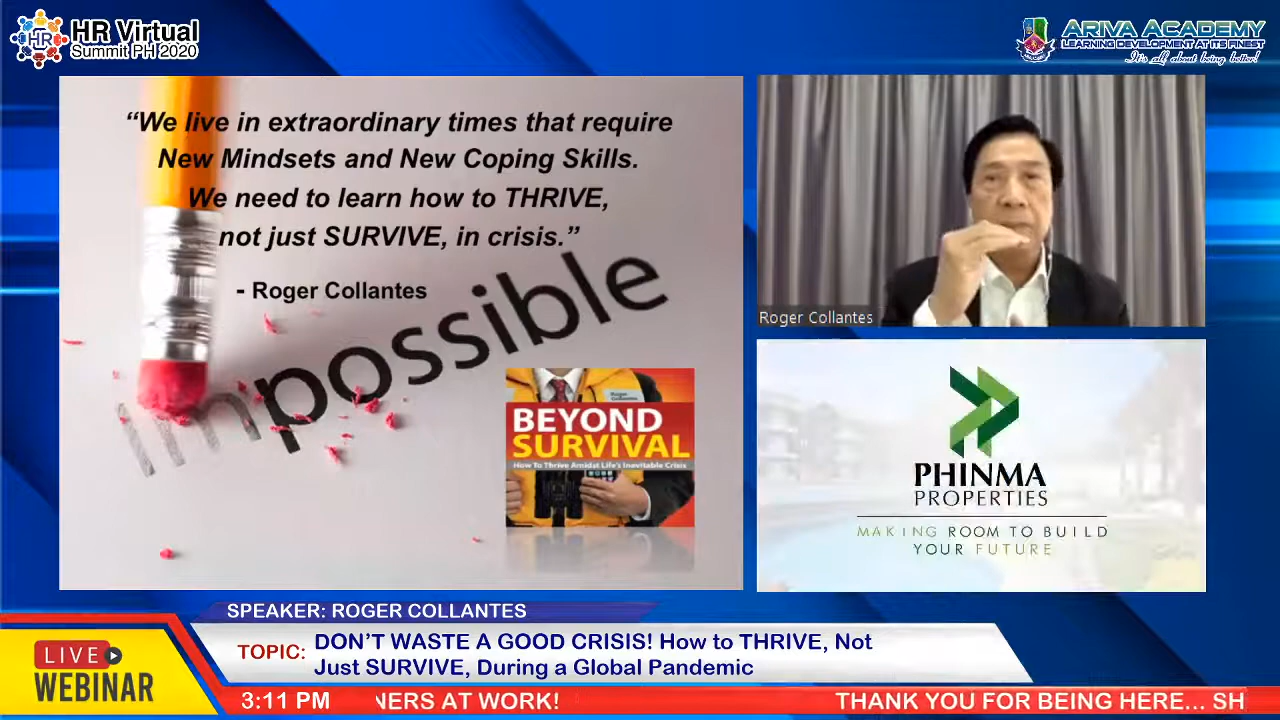 HR Virtual
Summit PH 2020
HR
ARIVA ACADEMY
LEARNING DEVELOPMENT AT ITS FINEST
It's all about being better!
“We live in extraordinary times that require
New Mindsets and New Coping Skills.
We need to learn how to THRIVE,
not just SURVIVE, in crisis.”
- Roger Collantes
Impossible
Roger Collantes
BEYOND
SURVIVAL
How To Thrive Amidat Life's Inevitable Crisis
Roger Collantes
PHINMA
PROPERTIES
MAKING ROOM TO BUILD
YOUR FUTURE
SPEAKER: ROGER COLLANTES
TOPIC: DON'T WASTE A GOOD CRISIS! How to THRIVE, Not
Just SURVIVE, During a Global Pandemic
LIVE
WEBINAR
3:11 PM NERS AT WORK! THANK YOU FOR BEING HERE... SH